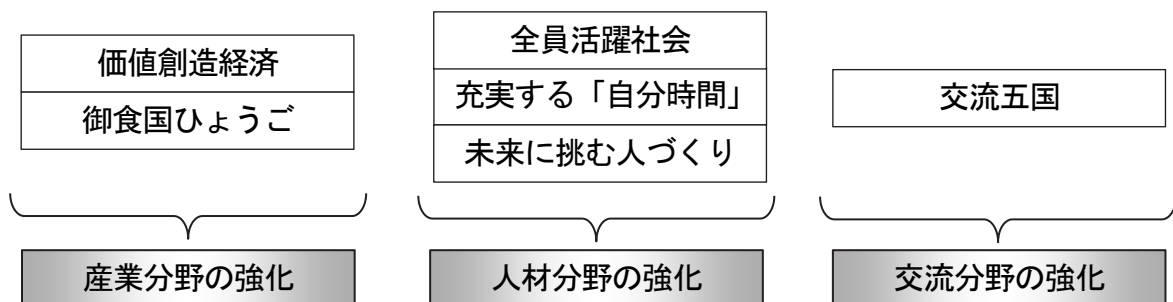 価値創造経済
御食国ひょうご
産業分野の強化
全員活躍社会
充実する「自分時間」
未来に挑む人づくり
人材分野の強化
交流五国
交流分野の強化